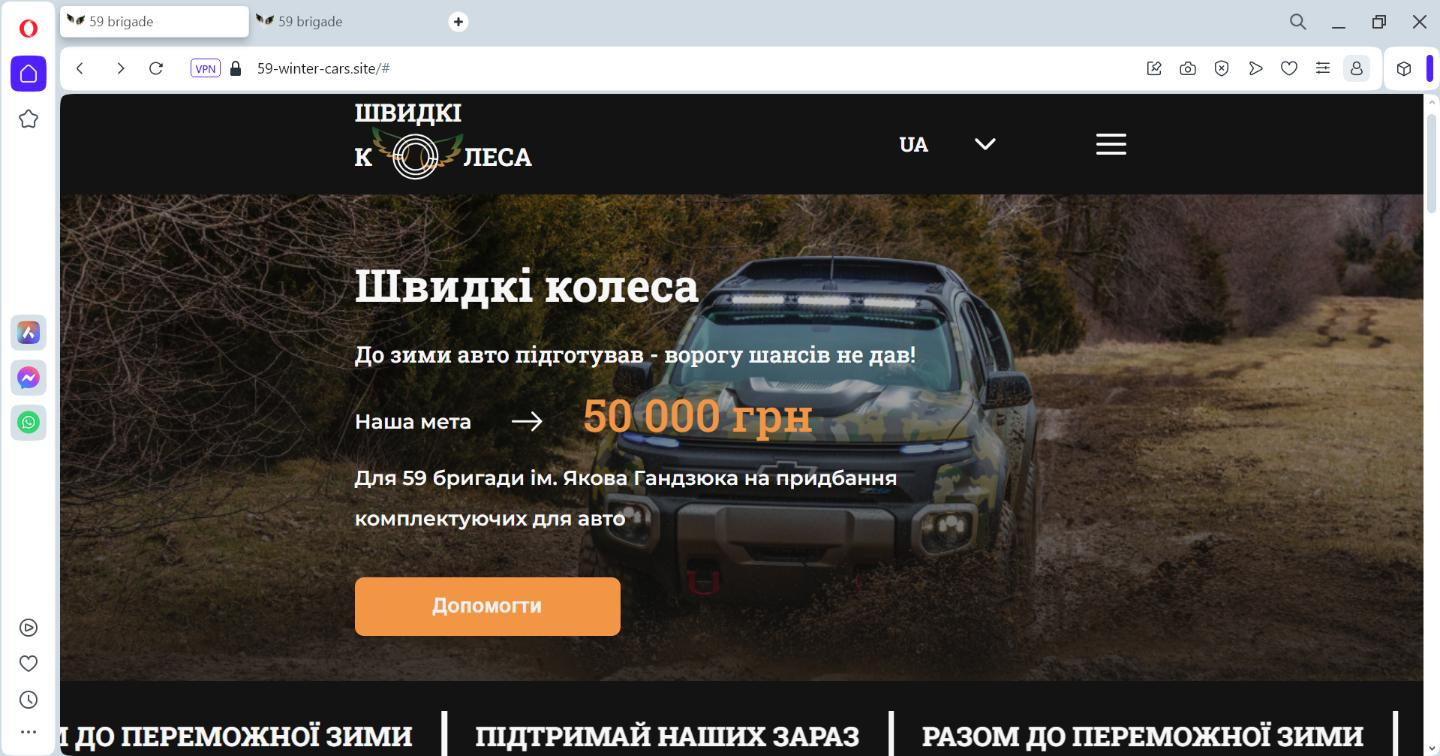 59 brigade
59 brigade
VPN
59-winter-cars.site/#
ШВИДКІ
К ЛЕСА
UA
Швидкі колеса
До зими авто підготував - ворогу шансів не дав!
Наша мета
50 000 грн
Для 59 бригади ім. Якова Гандзюка на придбання
комплектуючих для авто
Допомогти
ДО ПЕРЕМОЖНОЇ ЗИМИ
ПІДТРИМАЙ НАШИХ ЗАРАЗ
РАЗОМ ДО ПЕРЕМОЖНОЇ ЗИМИ